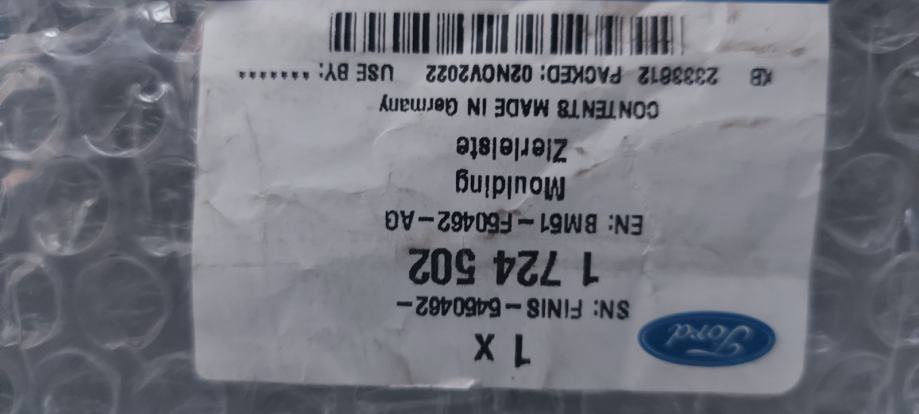 1 x
Ford
SN: FINIS-5460462-
1 724 502
EN: BM51-F60462-AG
Moulding
Zierleiste
CONTENTS MADE IN Germany
KB 2333812 PACKED: 02NOV2022 USE BY: *******